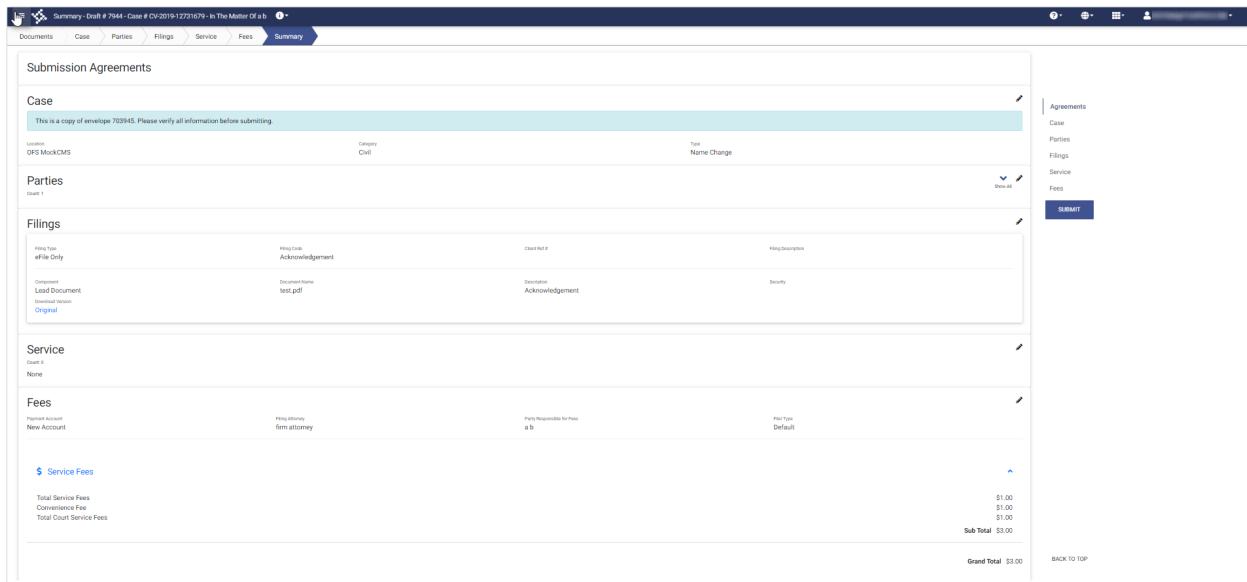 Summary - Draft # 7944 - Case # CV-2019-12731679 - In The Matter Of a b
Documents Case Parties Filings Service Fees Summary
Submission Agreements
Case
This is a copy of envelope 703945. Please verify all information before submitting.
Location Category Type
OFS MockCMS Civil Name Change
Parties
Count: 1
Show All
Filings
Filing Type Filing Code Client Ref # Filing Description
eFile Only Acknowledgement
Component Document Name Description Security
Lead Document test.pdf Acknowledgement
Download Version
Original
Service
Count: 0
None
Fees
Payment Account Filing Attorney Party Responsible for Fees Filer Type
New Account firm attorney a b Default
$ Service Fees
Total Service Fees $1.00
Convenience Fee $1.00
Total Court Service Fees $1.00
Sub Total $3.00
Grand Total $3.00
Agreements
Case
Parties
Filings
Service
Fees
SUBMIT
BACK TO TOP